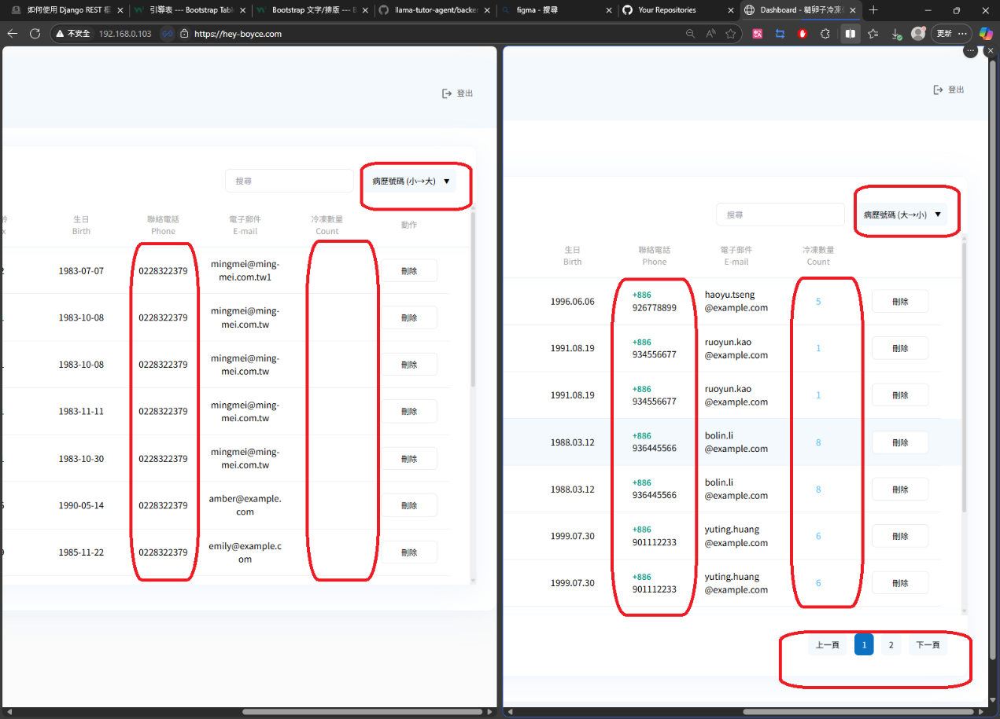 如何使用 Django REST 框
引導表 --- Bootstrap Tabl
Bootstrap 文字/排版 --- B
llama-tutor-agent/backer
figma - 搜尋
Your Repositories
Dashboard - 豬卵子冷凍
不安全
192.168.0.103
https://hey-boyce.com
更新
登出
搜尋
病歷號碼 (小→大) ▼
生日
Birth
聯絡電話
Phone
電子郵件
E-mail
冷凍數量
Count
動作
1983-07-07
0228322379
mingmei@ming-
mei.com.tw1
刪除
1983-10-08
0228322379
mingmei@ming-
mei.com.tw
刪除
1983-10-08
0228322379
mingmei@ming-
mei.com.tw
刪除
1983-11-11
0228322379
mingmei@ming-
mei.com.tw
刪除
1983-10-30
0228322379
mingmei@ming-
mei.com.tw
刪除
1990-05-14
0228322379
amber@example.
com
刪除
1985-11-22
0228322379
emily@example.c
om
刪除
登出
搜尋
病歷號碼 (大→小) ▼
生日
Birth
聯絡電話
Phone
電子郵件
E-mail
冷凍數量
Count
1996.06.06
+886
926778899
haoyu.tseng
@example.com
5
刪除
1991.08.19
+886
934556677
ruoyun.kao
@example.com
1
刪除
1991.08.19
+886
934556677
ruoyun.kao
@example.com
1
刪除
1988.03.12
+886
936445566
bolin.li
@example.com
8
刪除
1988.03.12
+886
936445566
bolin.li
@example.com
8
刪除
1999.07.30
+886
901112233
yuting.huang
@example.com
6
刪除
1999.07.30
+886
901112233
yuting.huang
@example.com
6
刪除
上一頁
1
2
下一頁